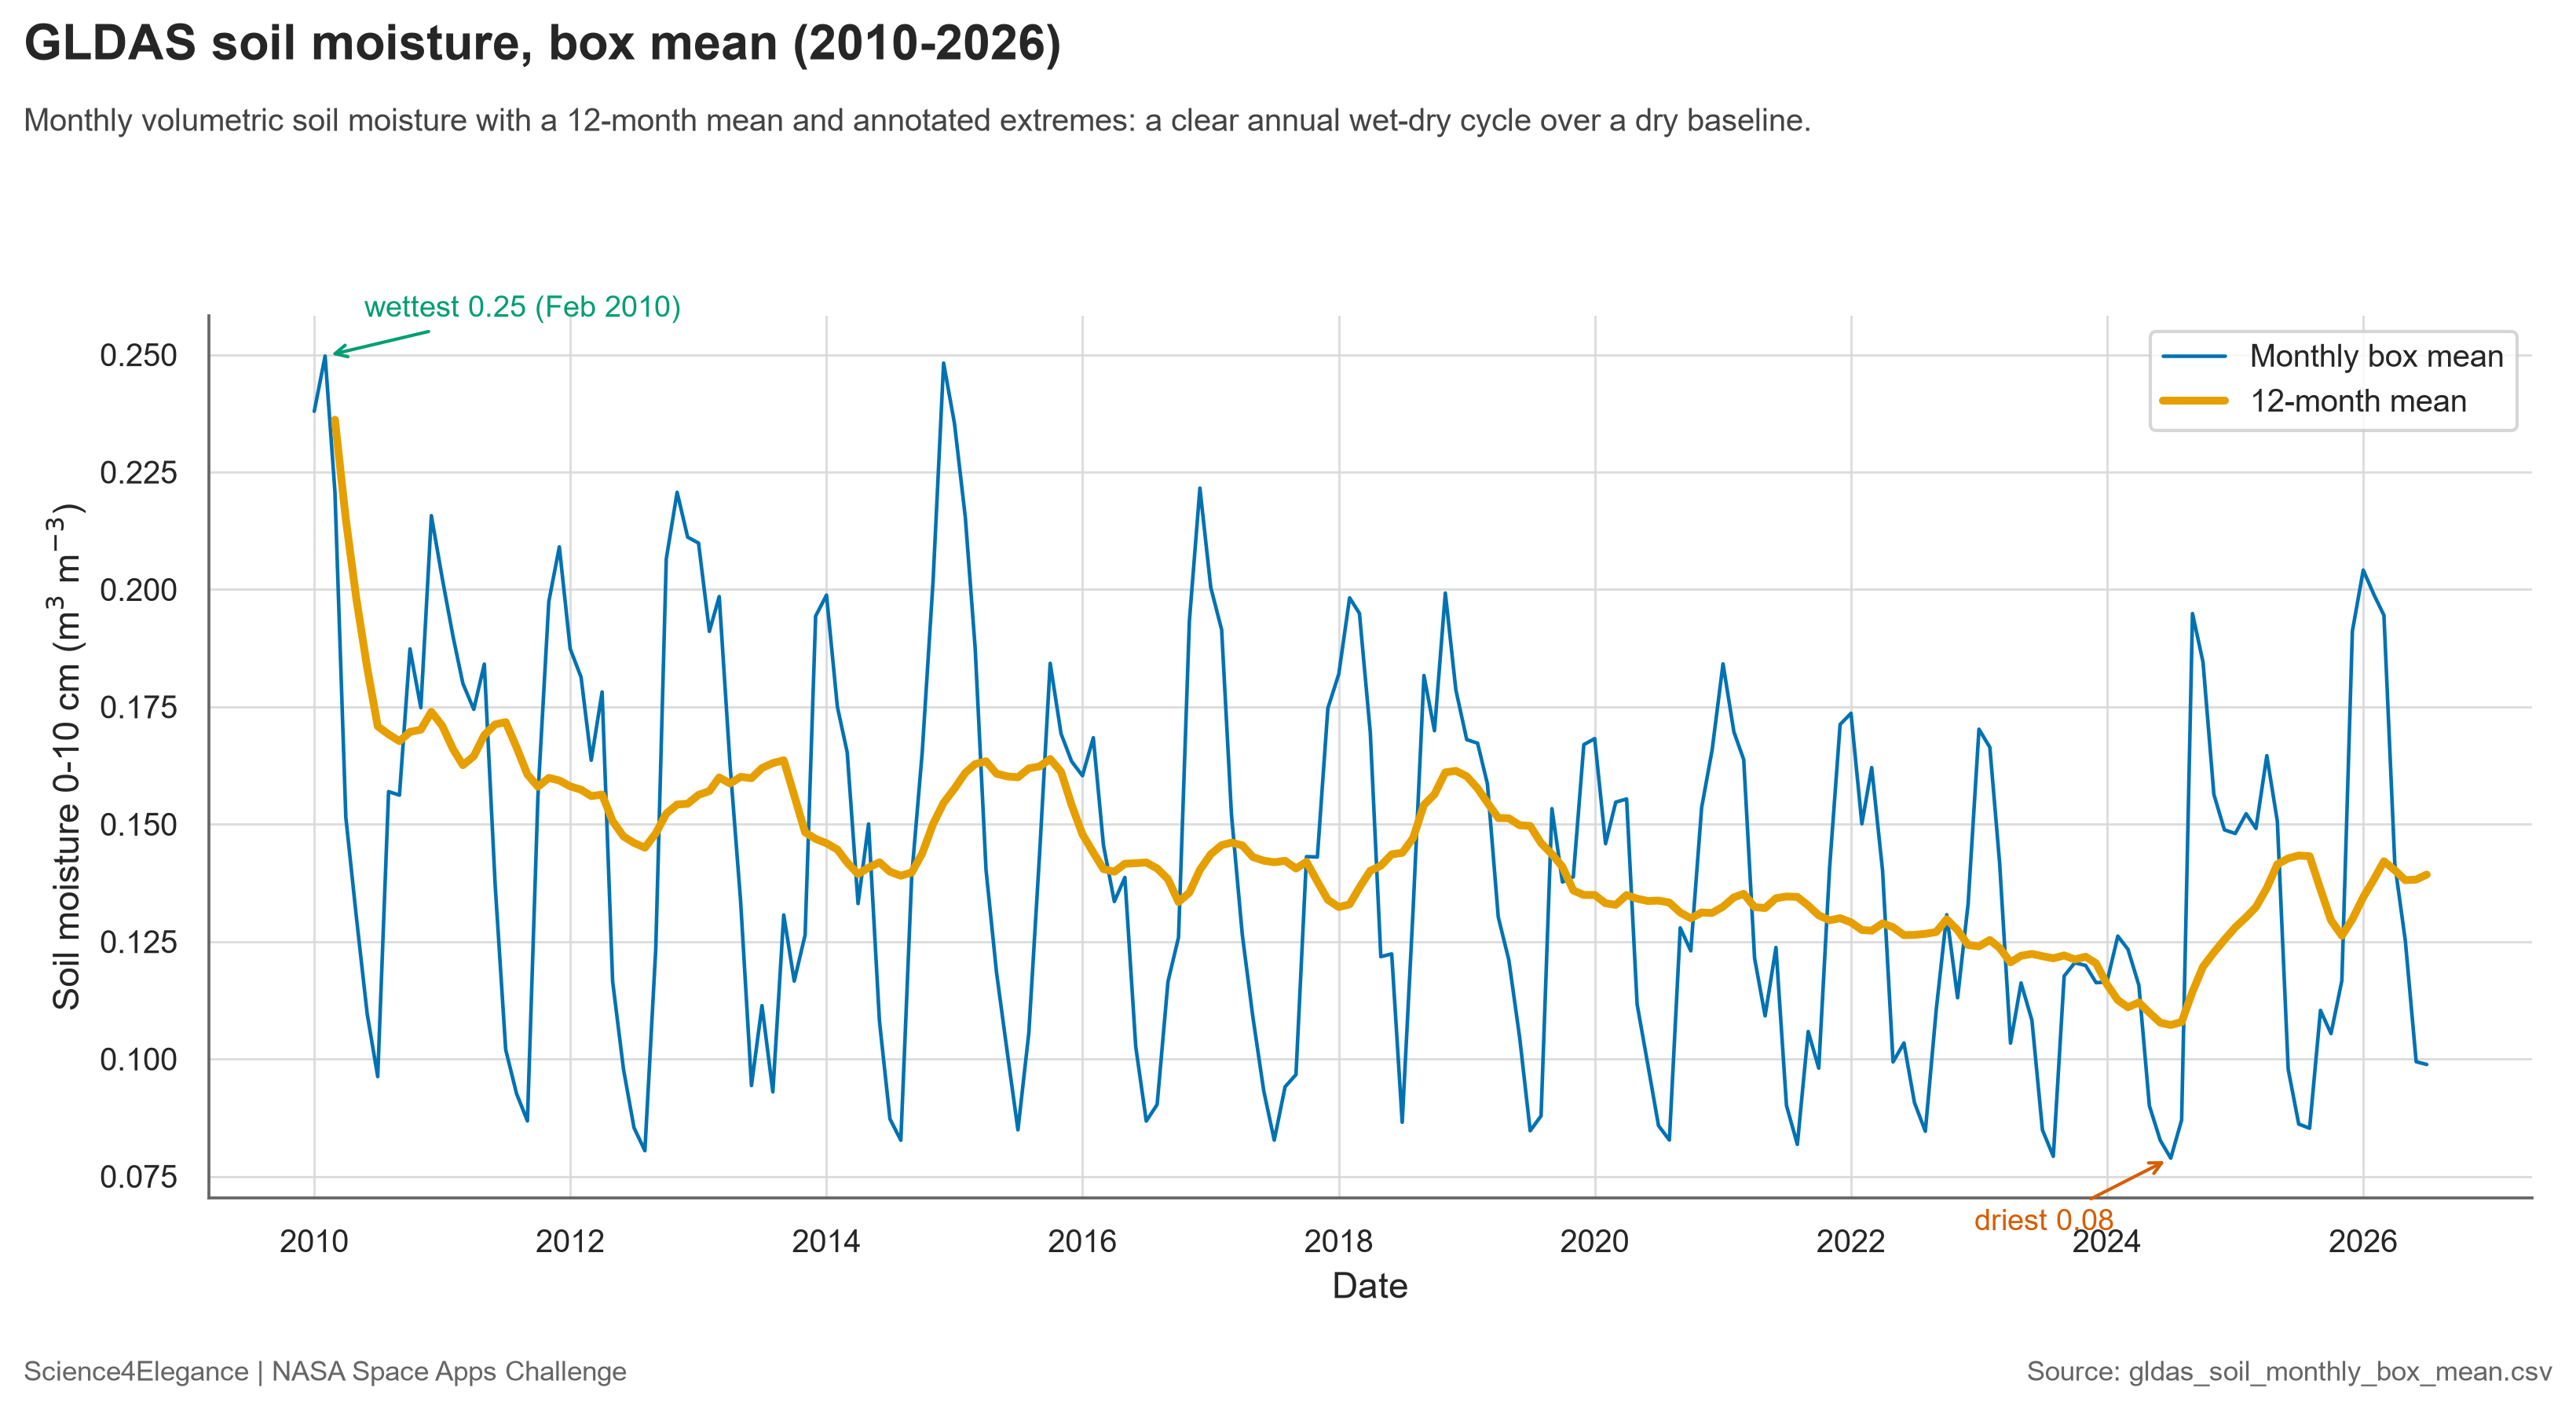 GLDAS soil moisture, box mean (2010-2026)
Monthly volumetric soil moisture with a 12-month mean and annotated extremes: a clear annual wet-dry cycle over a dry baseline.
wettest 0.25 (Feb 2010)
Monthly box mean
12-month mean
Soil moisture 0-10 cm (m³ m⁻³)
0.250
0.225
0.200
0.175
0.150
0.125
0.100
0.075
driest 0.08
2010 2012 2014 2016 2018 2020 2022 2024 2026
Date
Science4Elegance | NASA Space Apps Challenge
Source: gldas_soil_monthly_box_mean.csv